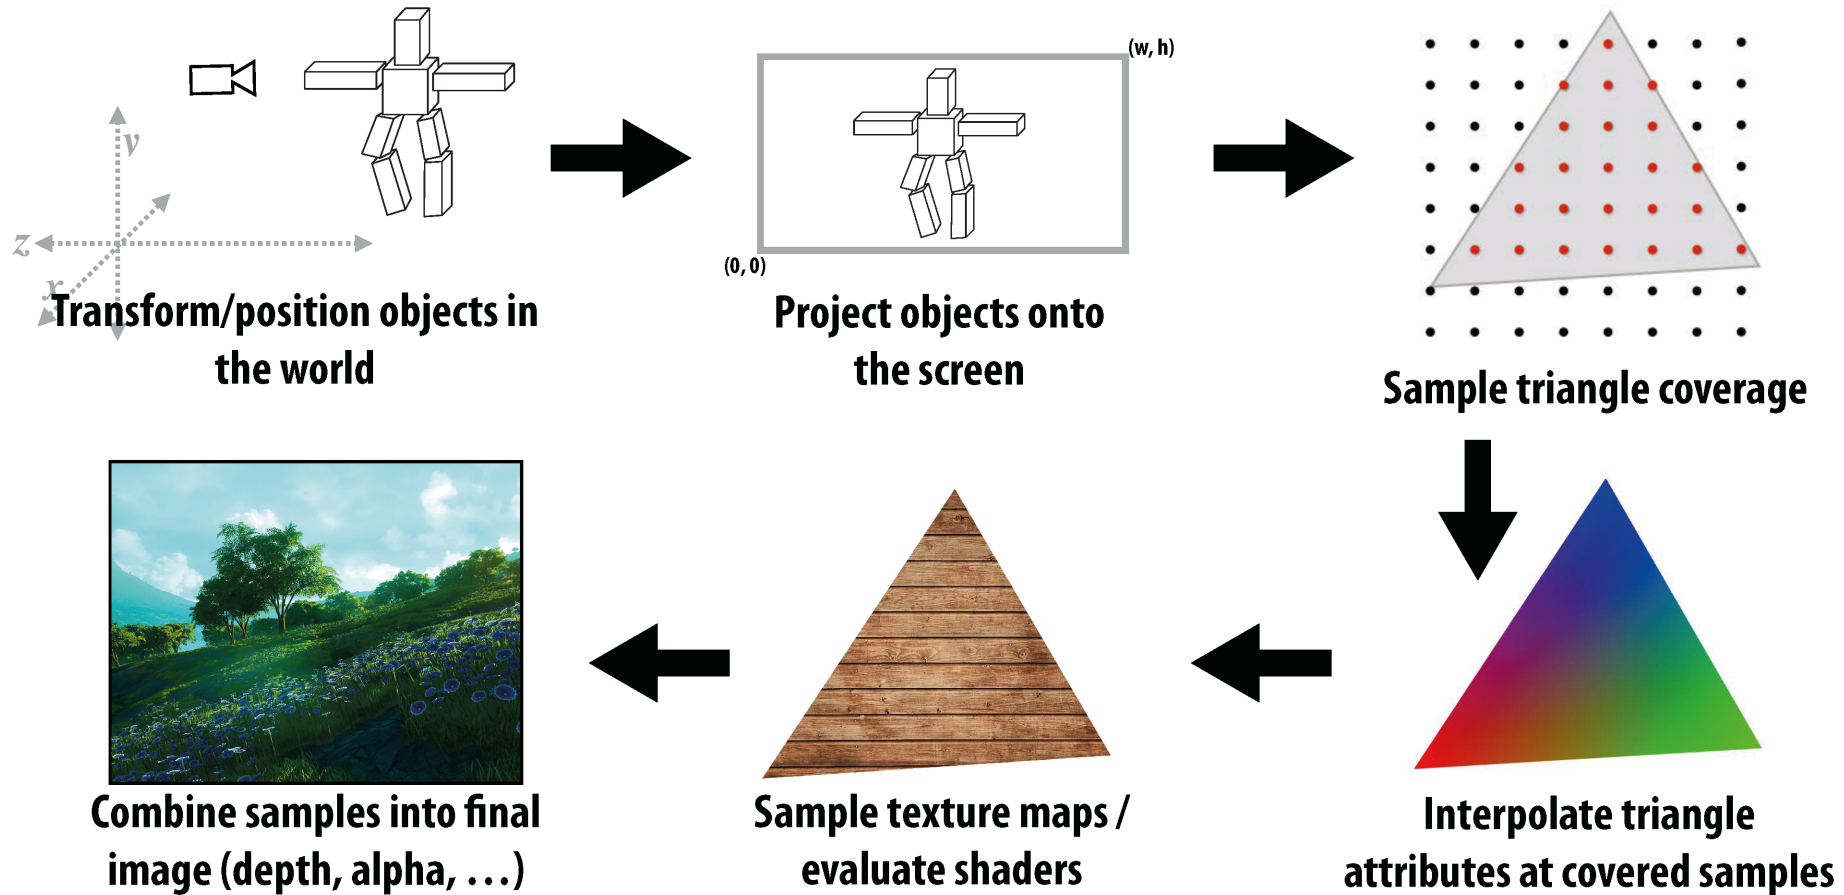 y
z
x
Transform/position objects in
the world
(w, h)
(0, 0)
Project objects onto
the screen
Sample triangle coverage
Combine samples into final
image (depth, alpha, …)
Sample texture maps /
evaluate shaders
Interpolate triangle
attributes at covered samples